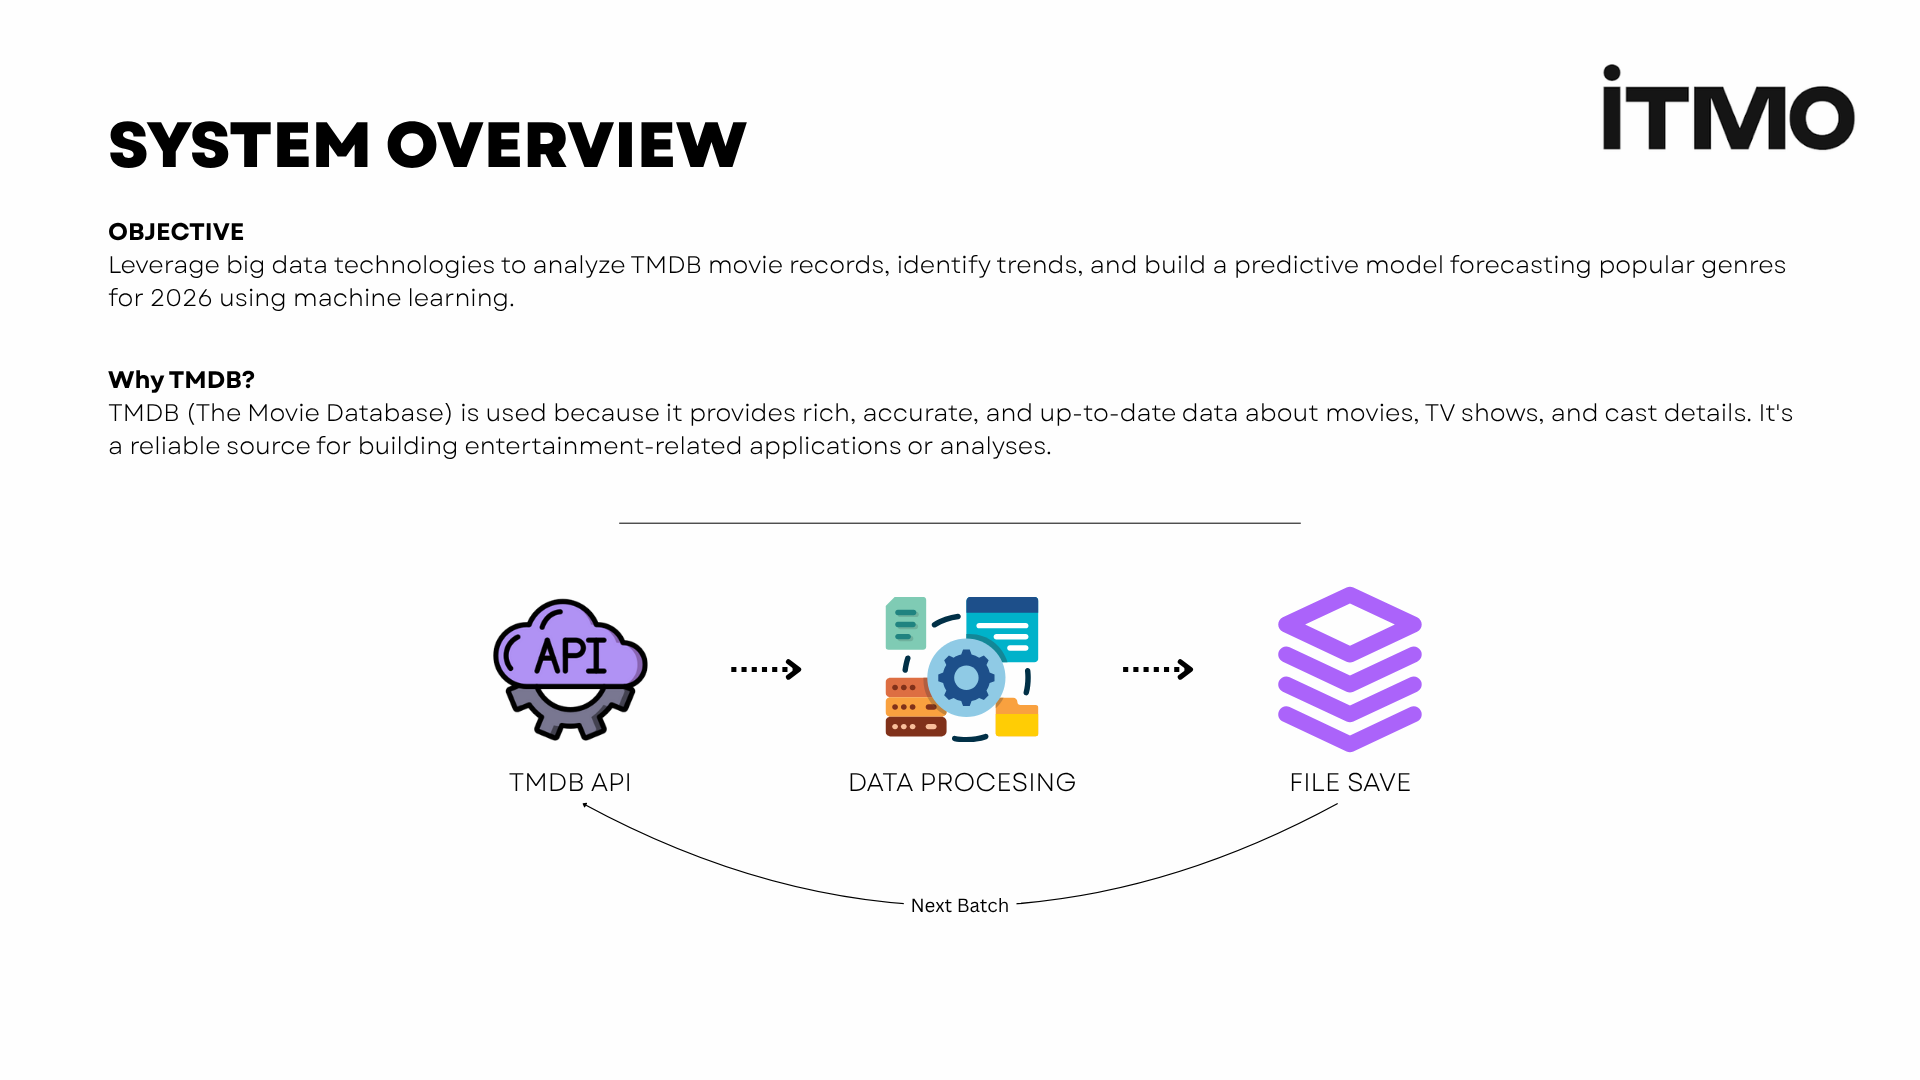 iTMO
SYSTEM OVERVIEW
OBJECTIVE
Leverage big data technologies to analyze TMDB movie records, identify trends, and build a predictive model forecasting popular genres
for 2026 using machine learning.
Why TMDB?
TMDB (The Movie Database) is used because it provides rich, accurate, and up-to-date data about movies, TV shows, and cast details. It's
a reliable source for building entertainment-related applications or analyses.
API
TMDB API
DATA PROCESING
FILE SAVE
Next Batch